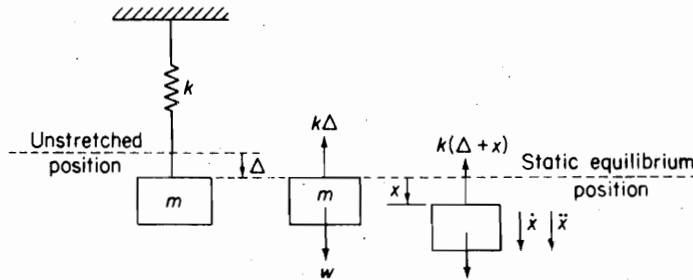 k
Unstretched
position
Δ
m
kΔ
m
w
k(Δ + x)
x
ẋ ẍ
Static equilibrium
position